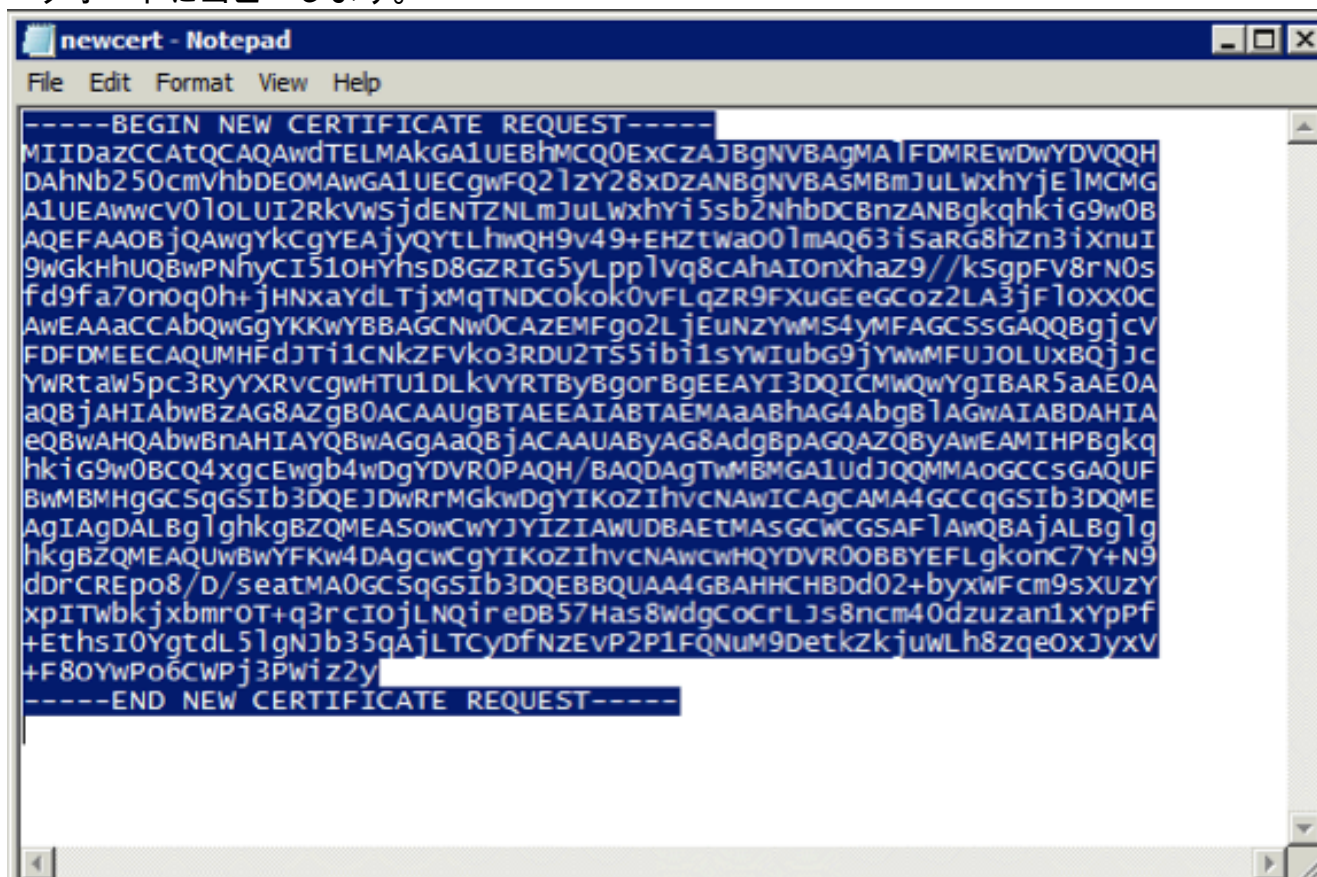 newcert - Notepad
File Edit Format View Help
-----BEGIN NEW CERTIFICATE REQUEST-----
MIIDazCCAtQCAQAwdTELMAkGA1UEBhMCQ0ExCzAJBgNVBAgMAlFDMREwDwYDVQQH
DAhNb250cmVhbDEOMAwGA1UECgwFQ2lzY28xDzANBgNVBAsMBmJuLWxhYjElMCMG
A1UEAwwcV0lOLUI2RkVWSjdENTZNLmJuLWxhYi5sb2NhbDCBnzANBgkqhkiG9w0B
AQEFAAOBjQAwgYkCgYEAjyQYtLhwQH9v49+EHZtWaO0lmAQ63iSaRG8hZn3iXnuI
9WGkHhUQBwPNhyCI51OHYhsD8GZRIG5yLpplVq8cAhAIOnXhaZ9//kSgpFV8rN0s
fd9fa7OnOq0h+jHNxaYdLTjxMqTNDCOkok0vFLqZR9FXuGEeGCoz2LA3jFlOXX0C
AwEAAaCCAbQwGgYKKwYBBAGCNw0CAzEMFgo2LjEuNzYwMS4yMFAGCSsGAQQBgjcV
FDFDMEECAQUMHFdJTi1CNkZFVko3RDU2TS5ibi1sYWIubG9jYWwMFUJOLUxBQjJc
YWRtaW5pc3RyYXRvcgwHTU1DLkVYRTByBgorBgEEAYI3DQICMWQwYgIBAR5aAE0A
aQBjAHIAbwBzAG8AZgB0ACAAUgBTAEEAIABTAEMAaABhAG4AbgBlAGwAIABDAHIA
eQBwAHQAbwBnAHIAYQBwAGgAaQBjACAAUAByAG8AdgBpAGQAZQByAwEAMIHPBgkq
hkiG9w0BCQ4xgcEwgb4wDgYDVR0PAQH/BAQDAgTwMBMGA1UdJQQMMAoGCCsGAQUF
BwMBMHgGCSqGSIb3DQEJDwRrMGkwDgYIKoZIhvcNAwICAgCAMA4GCCqGSIb3DQME
AgIAgDALBglghkgBZQMEASowCwYJYIZIAWUDBAEtMAsGCWCGSAFlAwQBAjALBglg
hkgBZQMEAQUwBwYFKw4DAgcwCgYIKoZIhvcNAwcwHQYDVR0OBBYEFLgkonC7Y+N9
dDrCREpo8/D/seatMA0GCSqGSIb3DQEBBQUAA4GBAHHCHBDd02+byxWFcm9sXUzY
xpITWbkjxbmrOT+q3rcIOjLNQireDB57Has8WdgCoCrLJs8ncm40dzuzan1xYpPf
+EthsI0YgtdL5lgNJb35qAjLTCyDfNzEvP2P1FQNuM9DetkZkjuWLh8zqeOxJyxV
+F8OYwPo6CWPj3PWiz2y
-----END NEW CERTIFICATE REQUEST-----